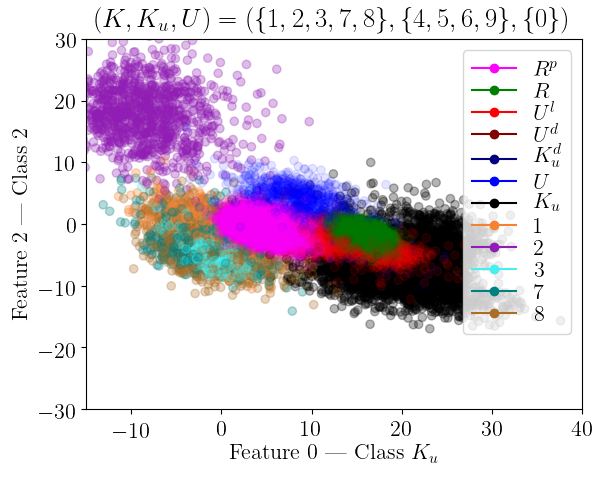 (K, K_u, U) = ({1, 2, 3, 7, 8}, {4, 5, 6, 9}, {0})
30
20
10
0
−10
−20
−30
Feature 2 — Class 2
−10 0 10 20 30 40
Feature 0 — Class K_u
R^p
R
U^l
U^d
K_u^d
U
K_u
1
2
3
7
8